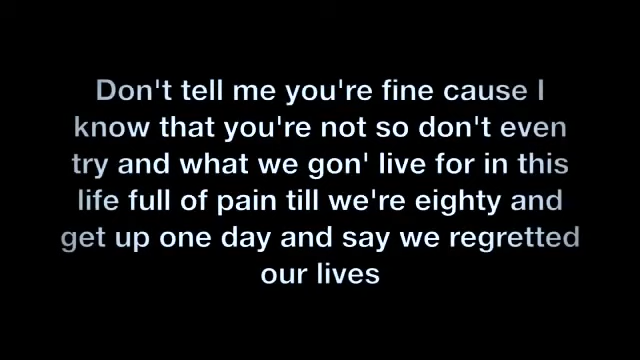 Don't tell me you're fine cause I
know that you're not so don't even
try and what we gon' live for in this
life full of pain till we're eighty and
get up one day and say we regretted
our lives